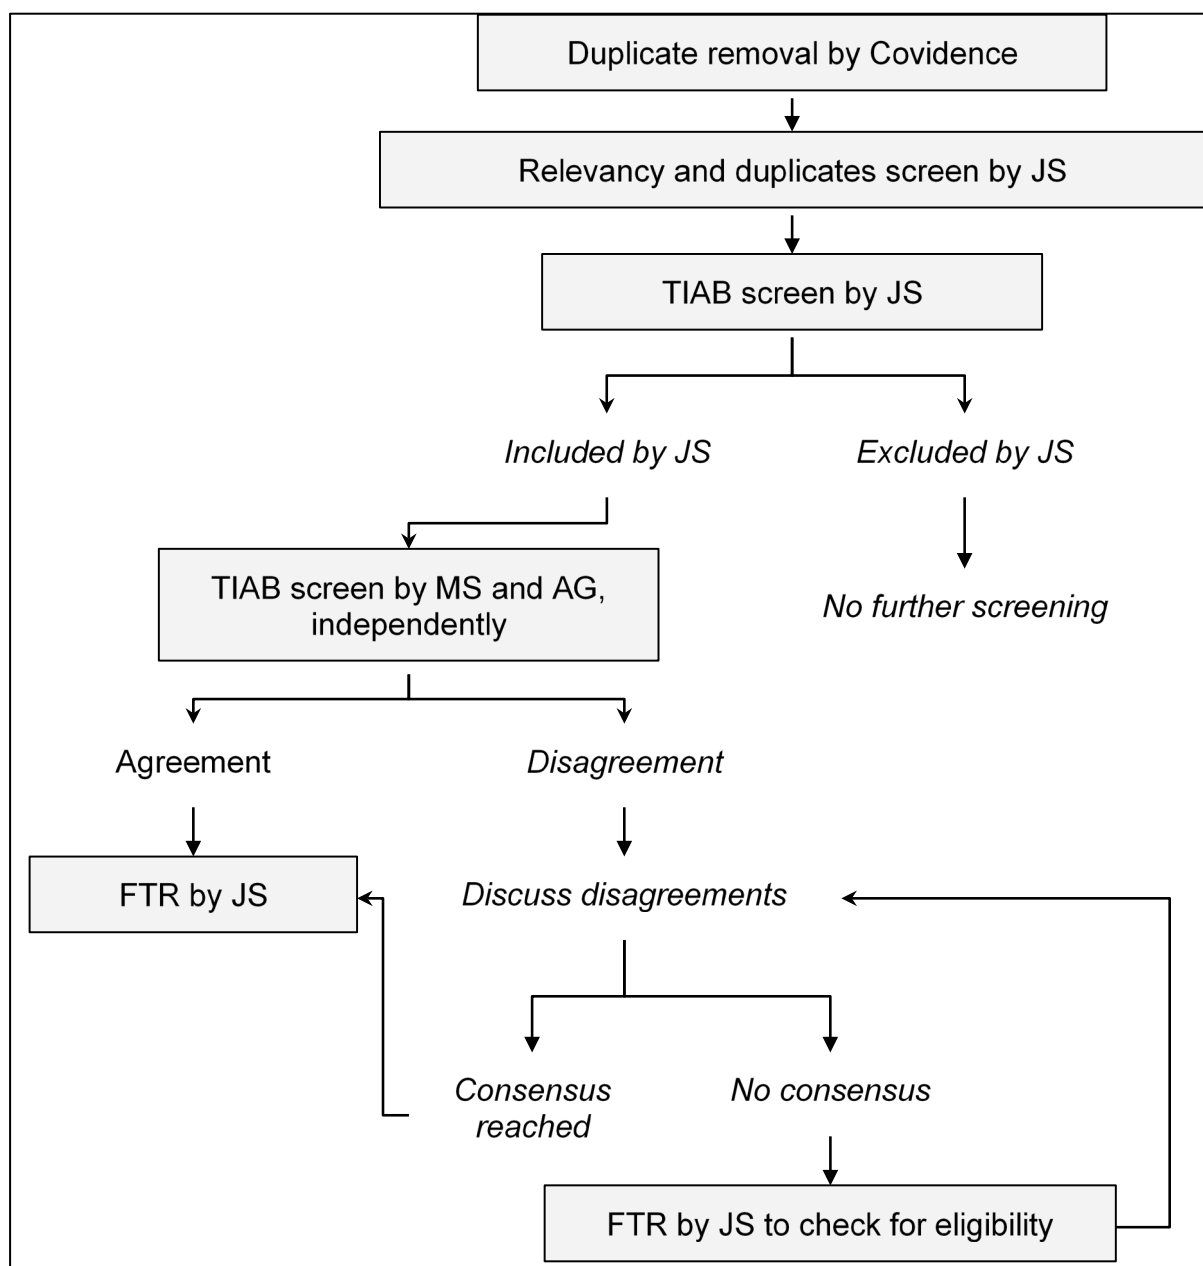 Duplicate removal by Covidence
Relevancy and duplicates screen by JS
TIAB screen by JS
Included by JS
Excluded by JS
TIAB screen by MS and AG,
independently
No further screening
Agreement
Disagreement
FTR by JS
Discuss disagreements
Consensus
reached
No consensus
FTR by JS to check for eligibility